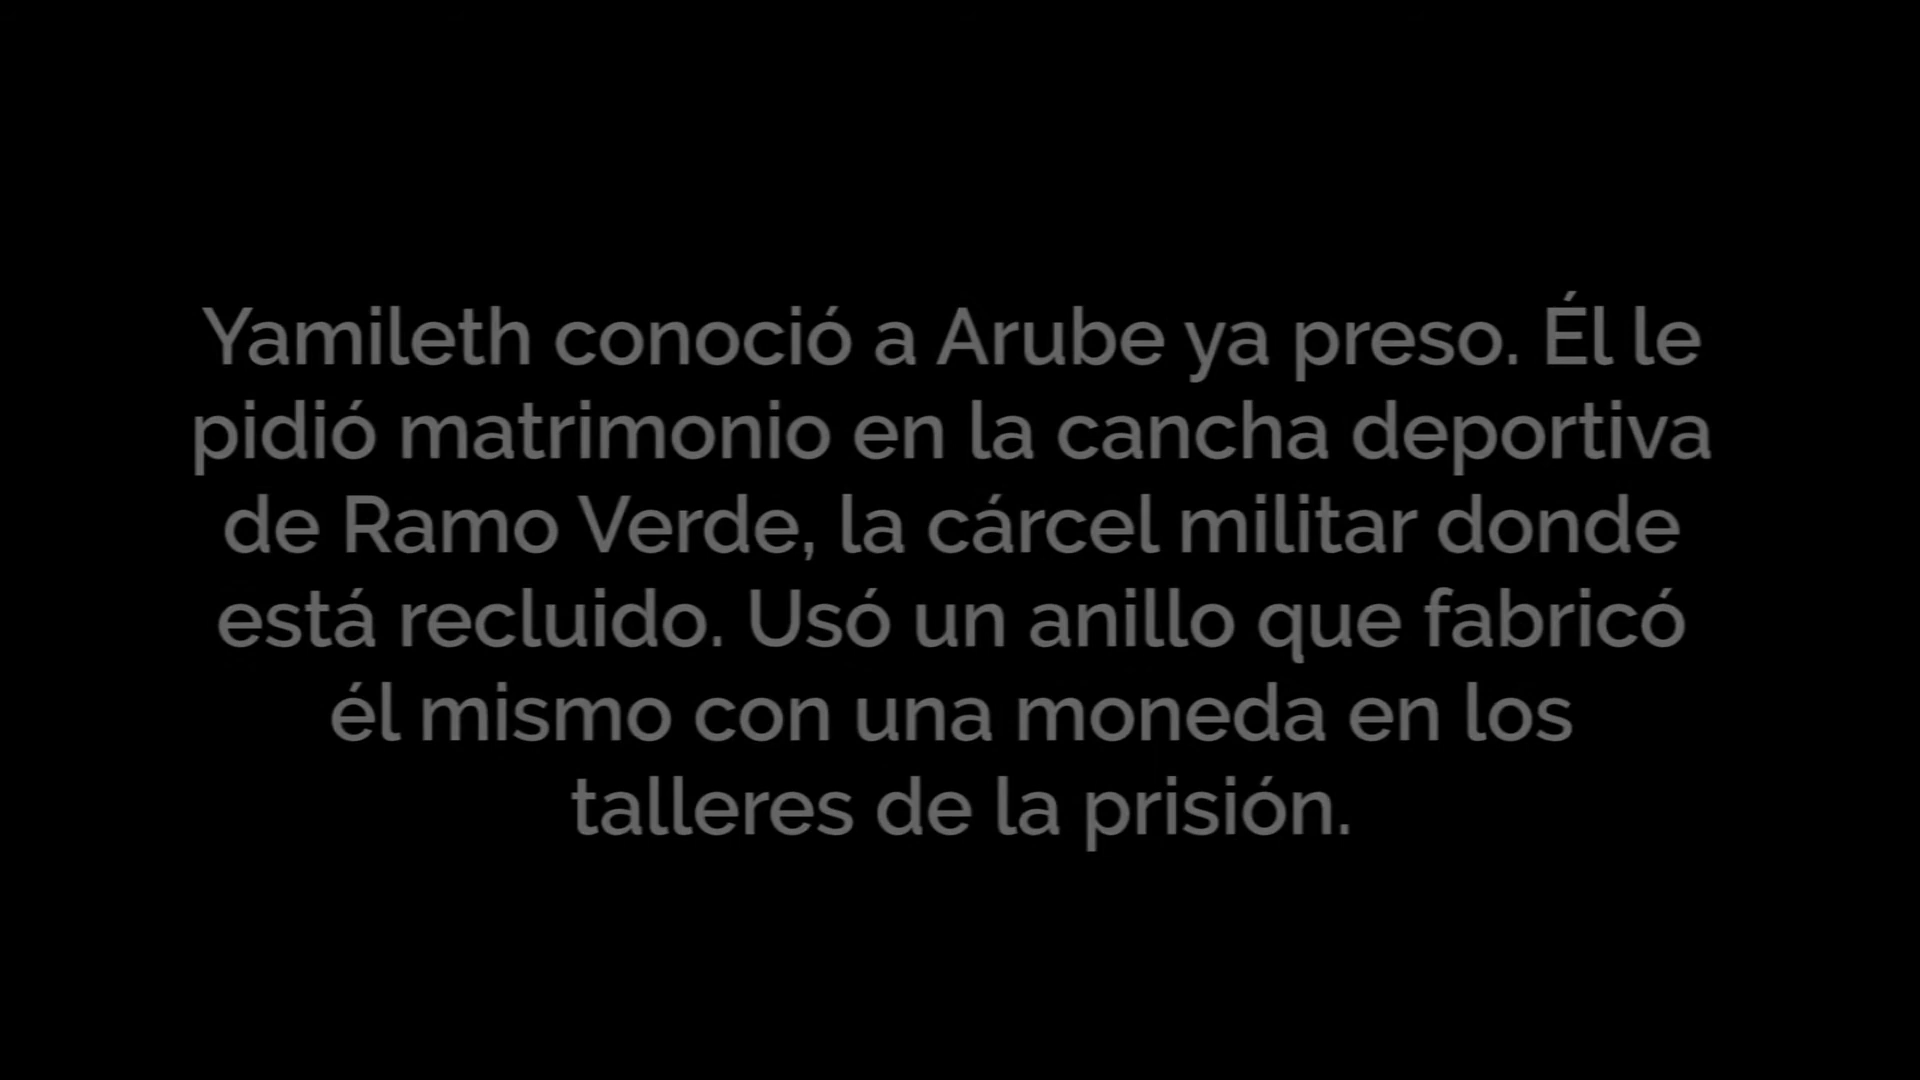 Yamileth conoció a Arube ya preso. Él le
pidió matrimonio en la cancha deportiva
de Ramo Verde, la cárcel militar donde
está recluido. Usó un anillo que fabricó
él mismo con una moneda en los
talleres de la prisión.